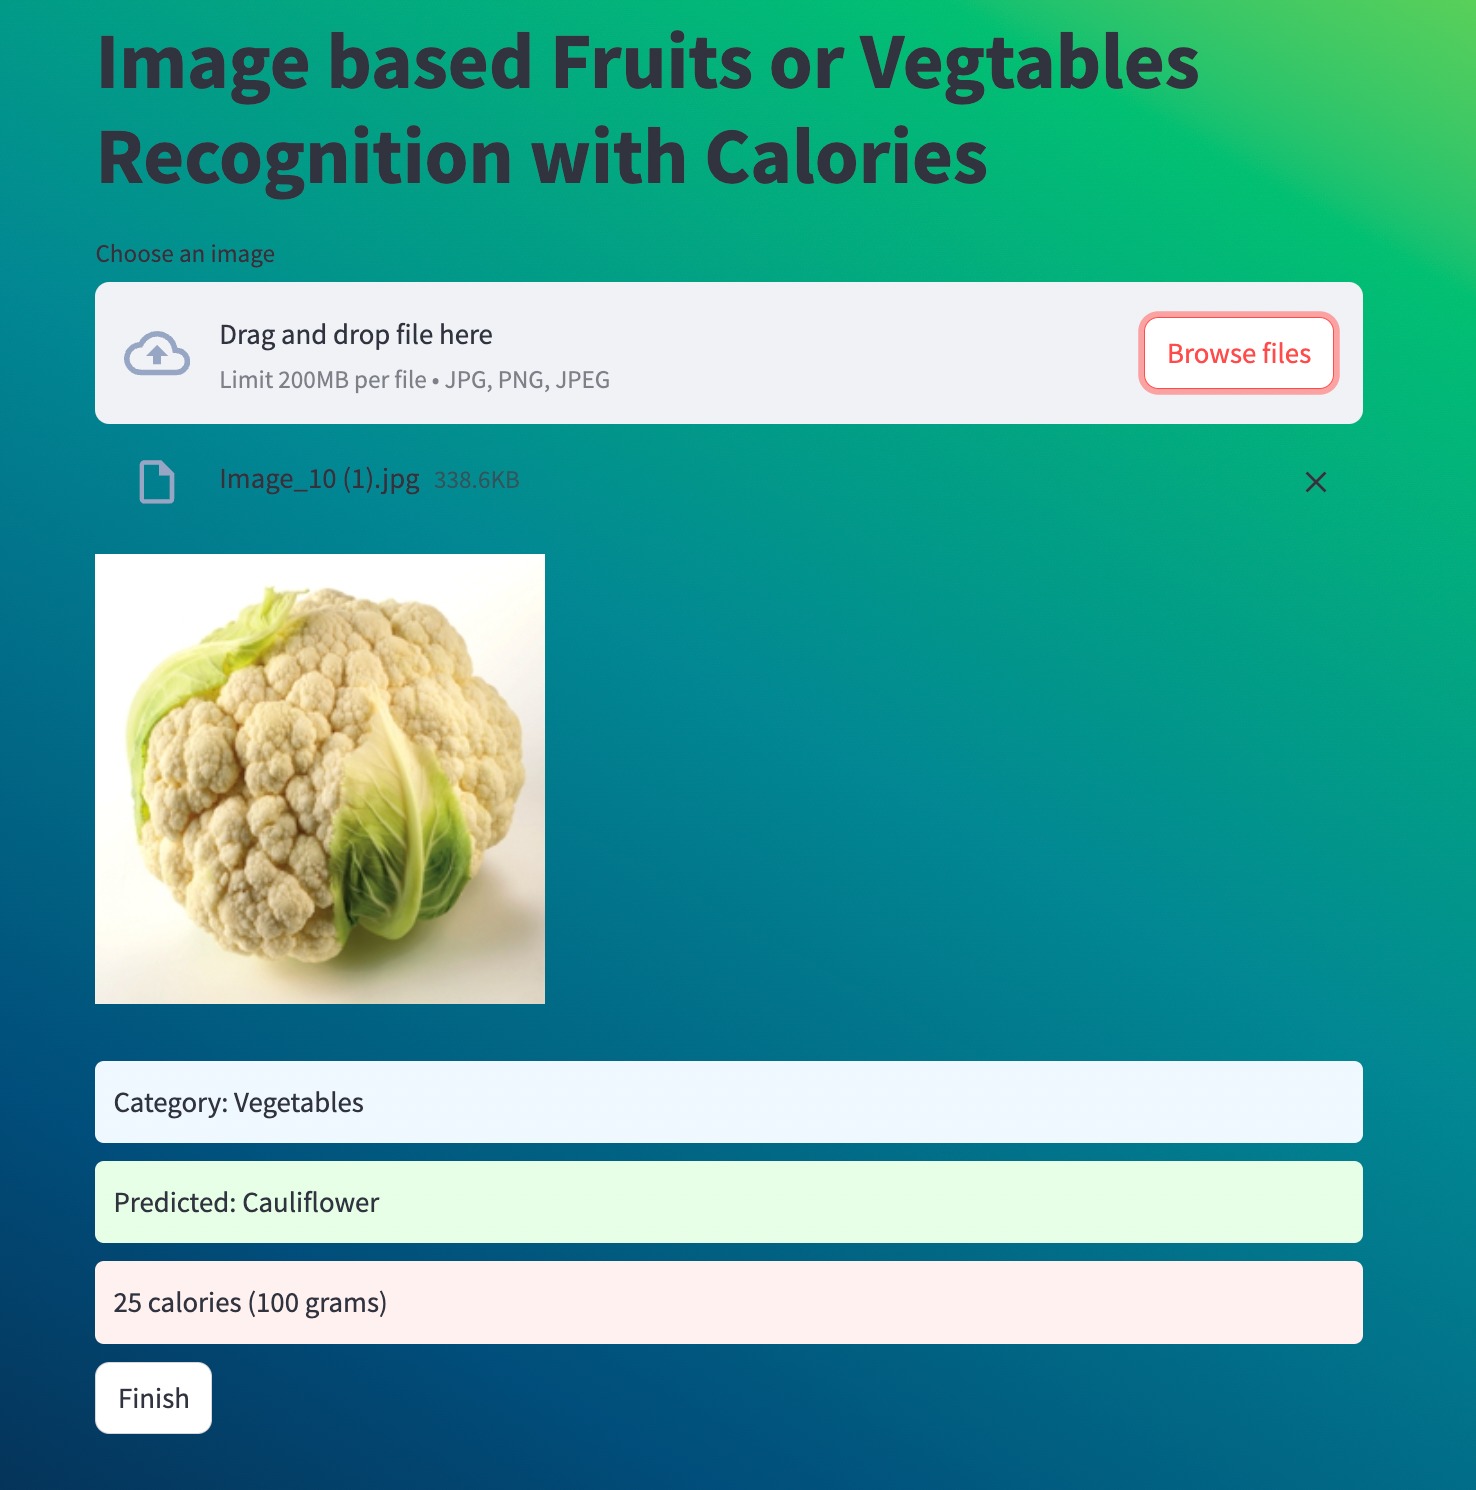 Image based Fruits or Vegtables
Recognition with Calories
Choose an image
Drag and drop file here
Limit 200MB per file • JPG, PNG, JPEG
Browse files
Image_10 (1).jpg 338.6KB
Category: Vegetables
Predicted: Cauliflower
25 calories (100 grams)
Finish